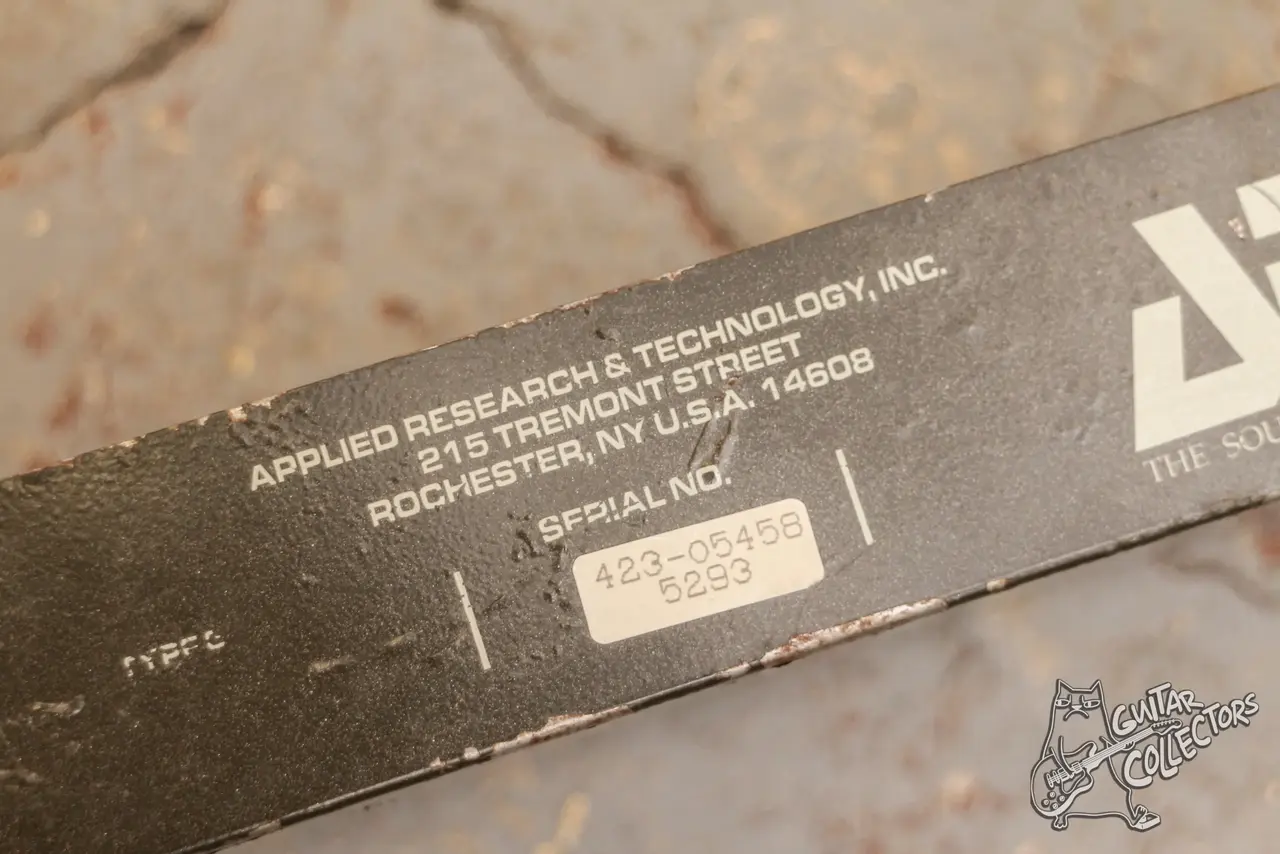 APPLIED RESEARCH & TECHNOLOGY, INC.
215 TREMONT STREET
ROCHESTER, NY U.S.A. 14608
SERIAL NO.
423-05458
5293
THE SOU
GUITAR
COLLECTORS